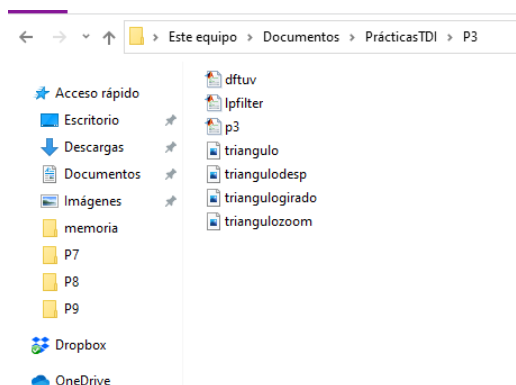 Este equipo > Documentos > PrácticasTDI > P3
Acceso rápido
Escritorio
Descargas
Documentos
Imágenes
memoria
P7
P8
P9
Dropbox
OneDrive
dftuv
lpfilter
p3
triangulo
triangulodesp
triangulogirado
triangulozoom